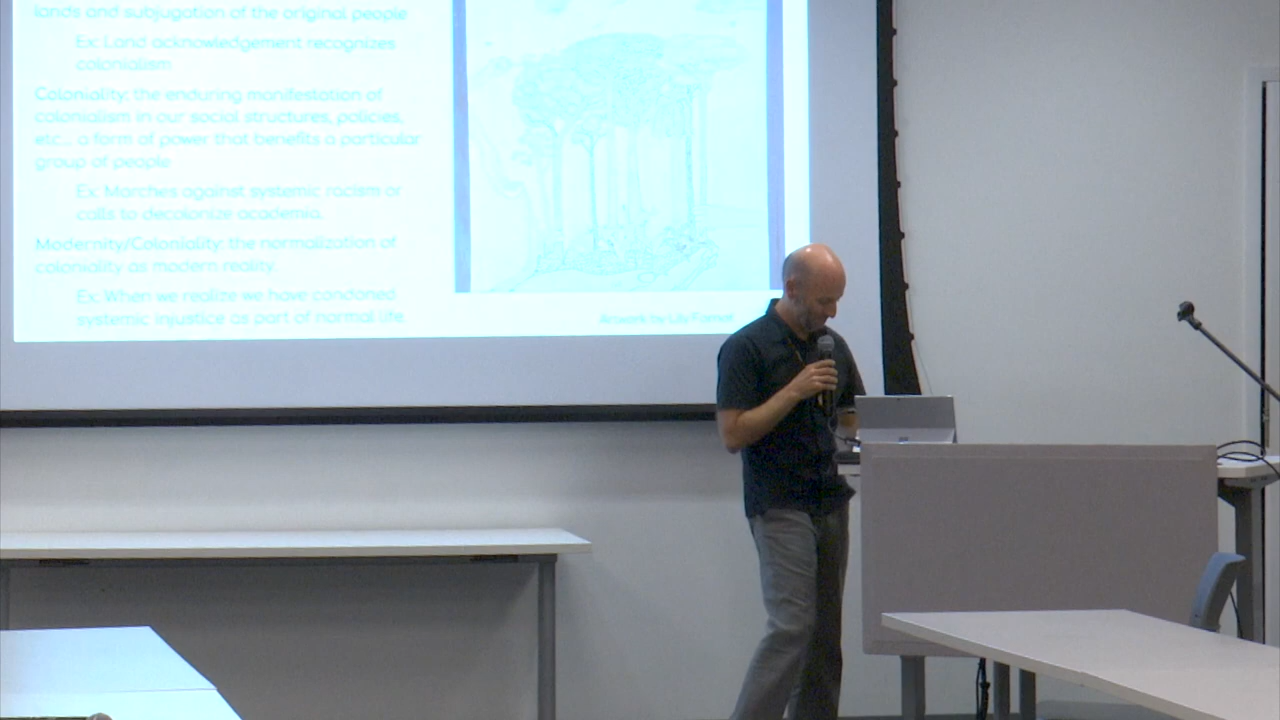 lands and subjugation of the original people
Ex: Land acknowledgement recognizes
colonialism
Coloniality: the enduring manifestation of
colonialism in our social structures, policies,
etc... a form of power that benefits a particular
group of people
Ex: Marches against systemic racism or
calls to decolonize academia.
Modernity/Coloniality: the normalization of
coloniality as modern reality.
Ex: When we realize we have condoned
systemic injustice as part of normal life.
Artwork by Lily